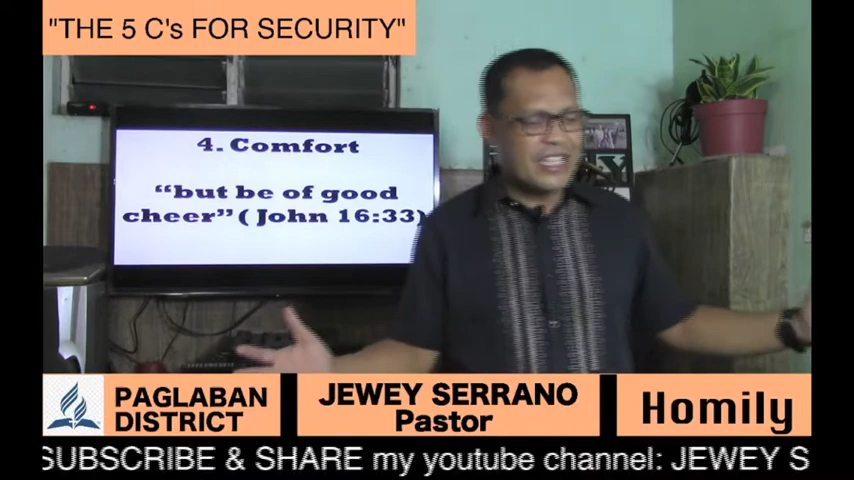 "THE 5 C's FOR SECURITY"
4. Comfort
"but be of good
cheer" ( John 16:33)
PAGLABAN
DISTRICT
JEWEY SERRANO
Pastor
Homily
SUBSCRIBE & SHARE my youtube channel: JEWEY S